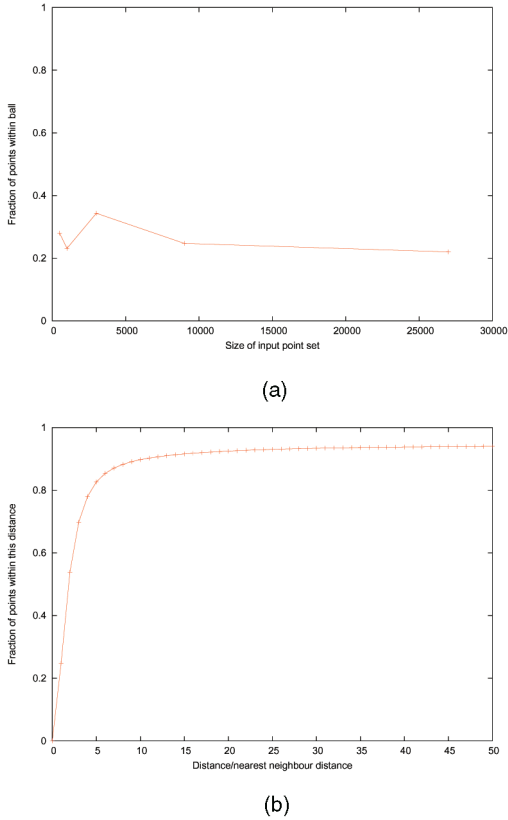 1
0.8
0.6
0.4
0.2
0
Fraction of points within ball
0 5000 10000 15000 20000 25000 30000
Size of input point set
(a)
1
0.8
0.6
0.4
0.2
0
Fraction of points within this distance
0 5 10 15 20 25 30 35 40 45 50
Distance/nearest neighbour distance
(b)